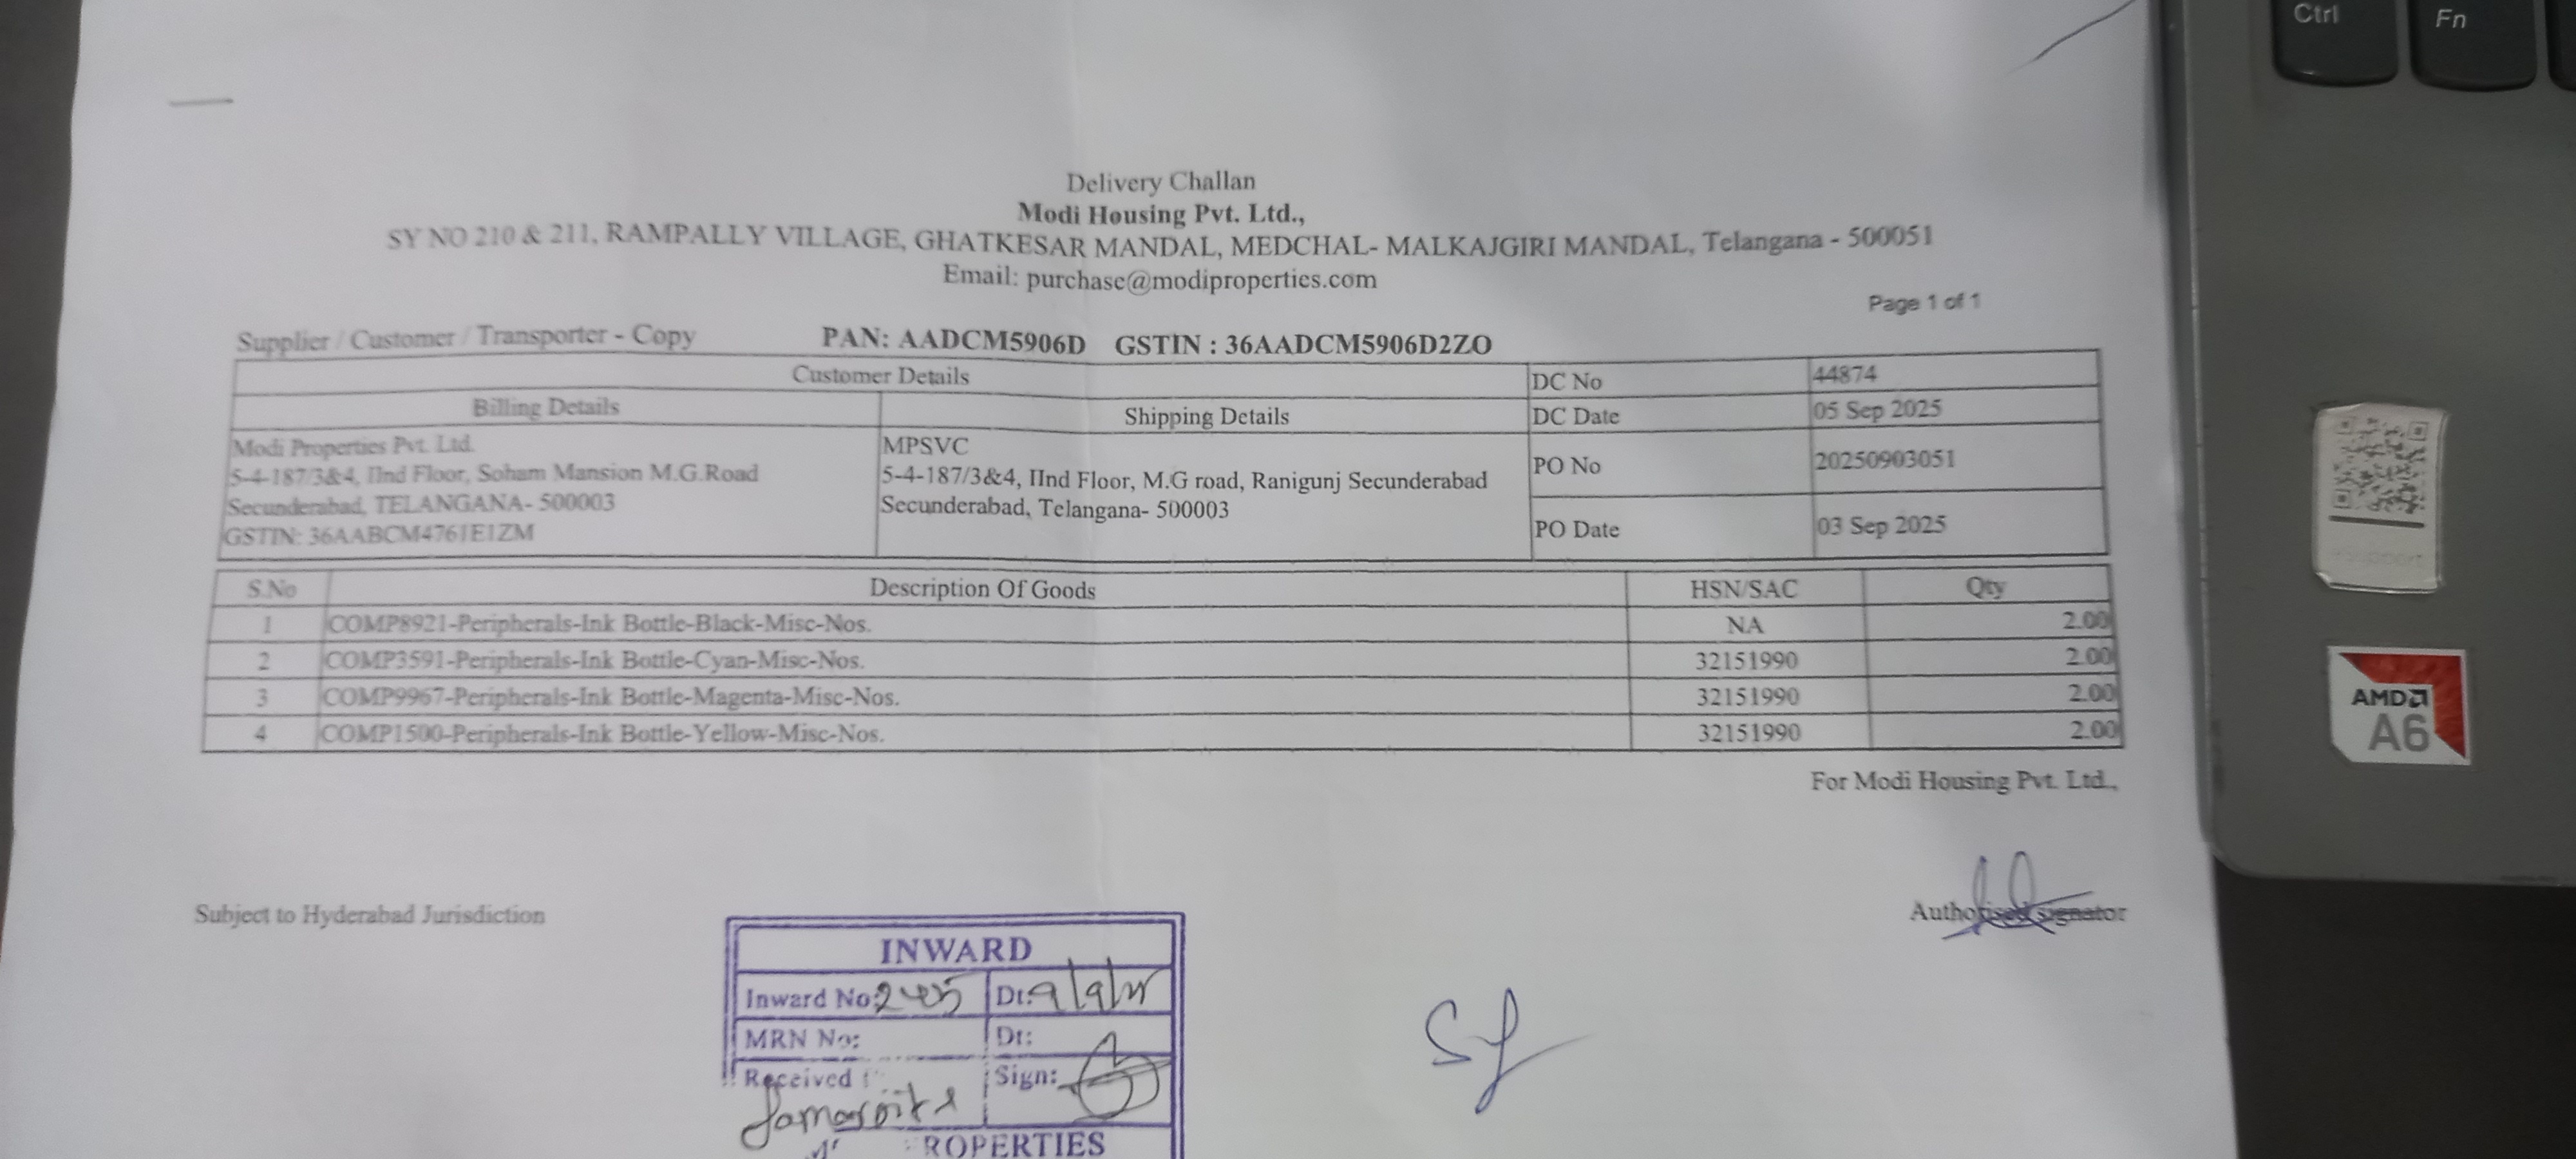 Ctrl
Fn
Delivery Challan
Modi Housing Pvt. Ltd.,
SY NO 210 & 211, RAMPALLY VILLAGE, GHATKESAR MANDAL, MEDCHAL- MALKAJGIRI MANDAL, Telangana - 500051
Email: purchase@modiproperties.com
Page 1 of 1
Supplier / Customer / Transporter - Copy PAN: AADCM5906D GSTIN : 36AADCM5906D2ZO
Customer Details
DC No 44874
Billing Details Shipping Details
DC Date 05 Sep 2025
Modi Properties Pvt. Ltd.
5-4-187/3&4, IInd Floor, Soham Mansion M.G.Road
Secunderabad, TELANGANA- 500003
GSTIN: 36AABCM4761E1ZM
MPSVC
5-4-187/3&4, IInd Floor, M.G road, Ranigunj Secunderabad
Secunderabad, Telangana- 500003
PO No 20250903051
PO Date 03 Sep 2025
S.No Description Of Goods HSN/SAC Qty
1 COMP8921-Peripherals-Ink Bottle-Black-Misc-Nos. NA 2.00
2 COMP3591-Peripherals-Ink Bottle-Cyan-Misc-Nos. 32151990 2.00
3 COMP9967-Peripherals-Ink Bottle-Magenta-Misc-Nos. 32151990 2.00
4 COMP1500-Peripherals-Ink Bottle-Yellow-Misc-Nos. 32151990 2.00
For Modi Housing Pvt. Ltd.,
Subject to Hyderabad Jurisdiction
Authorised signator
INWARD
Inward No: Dt:
MRN No: Dt:
Received Sign:
ROPERTIES
AMD
A6